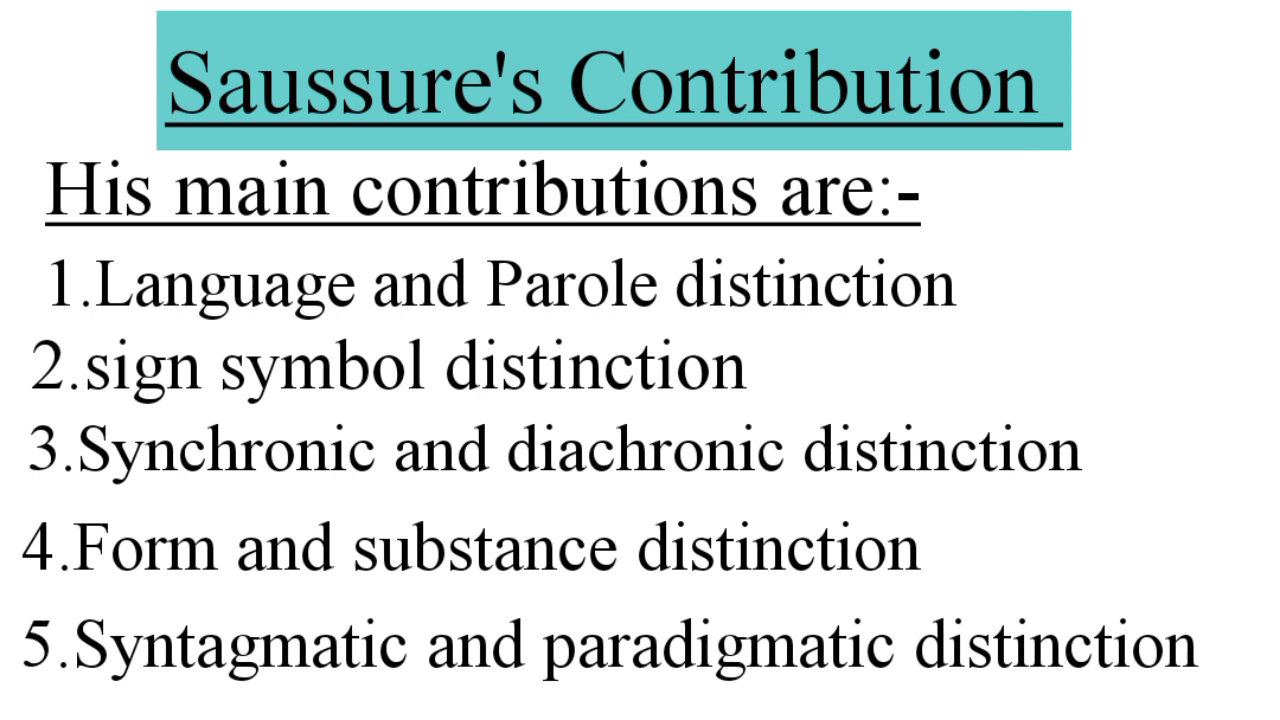 Saussure's Contribution
His main contributions are:-
1.Language and Parole distinction
2.sign symbol distinction
3.Synchronic and diachronic distinction
4.Form and substance distinction
5.Syntagmatic and paradigmatic distinction